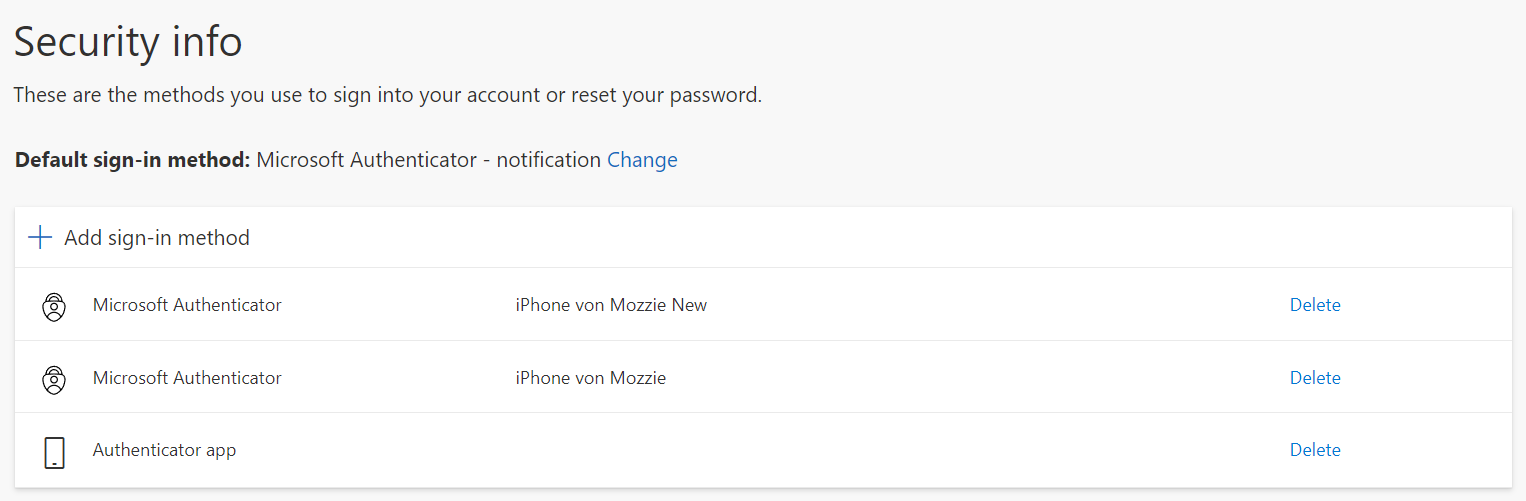 Security info
These are the methods you use to sign into your account or reset your password.
Default sign-in method: Microsoft Authenticator - notification Change
Add sign-in method
Microsoft Authenticator iPhone von Mozzie New Delete
Microsoft Authenticator iPhone von Mozzie Delete
Authenticator app Delete